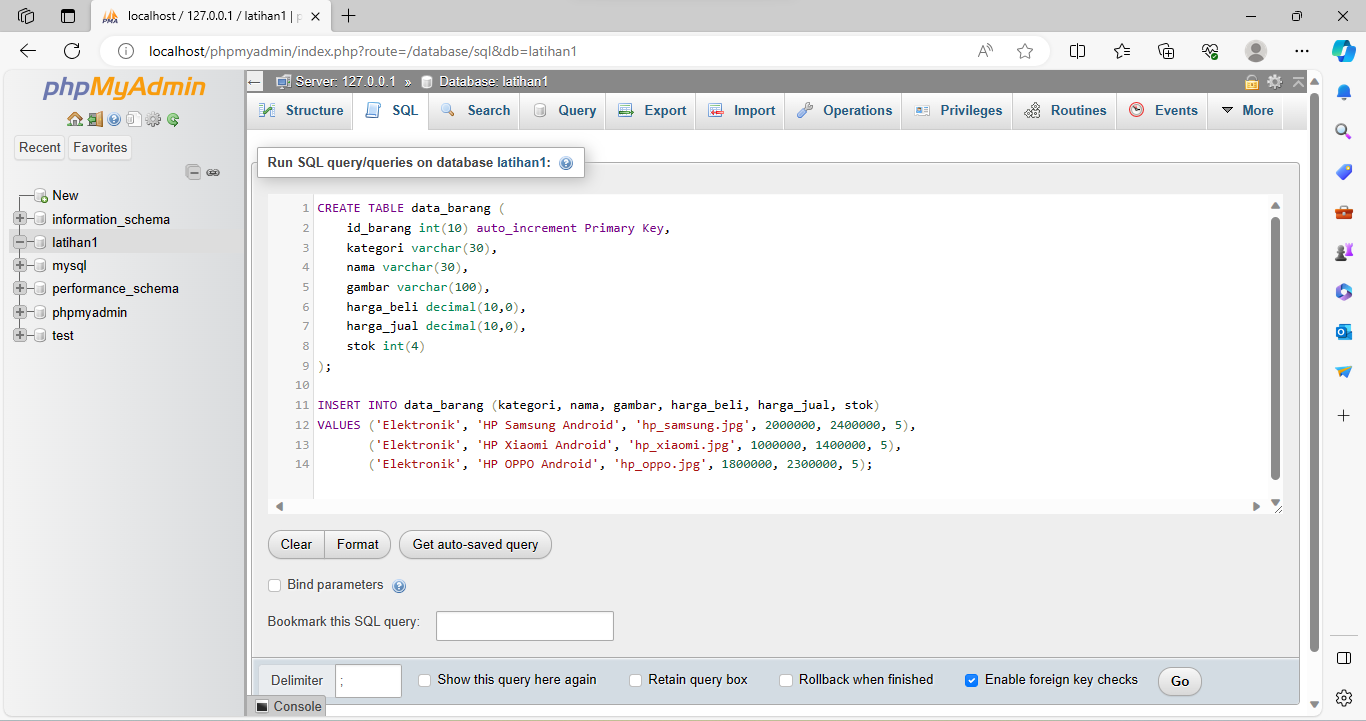 localhost / 127.0.0.1 / latihan1 | p
localhost/phpmyadmin/index.php?route=/database/sql&db=latihan1
phpMyAdmin
Recent Favorites
New
information_schema
latihan1
mysql
performance_schema
phpmyadmin
test
Server: 127.0.0.1 » Database: latihan1
Structure SQL Search Query Export Import Operations Privileges Routines Events More
Run SQL query/queries on database latihan1:
1 CREATE TABLE data_barang (
2 id_barang int(10) auto_increment Primary Key,
3 kategori varchar(30),
4 nama varchar(30),
5 gambar varchar(100),
6 harga_beli decimal(10,0),
7 harga_jual decimal(10,0),
8 stok int(4)
9 );
10
11 INSERT INTO data_barang (kategori, nama, gambar, harga_beli, harga_jual, stok)
12 VALUES ('Elektronik', 'HP Samsung Android', 'hp_samsung.jpg', 2000000, 2400000, 5),
13 ('Elektronik', 'HP Xiaomi Android', 'hp_xiaomi.jpg', 1000000, 1400000, 5),
14 ('Elektronik', 'HP OPPO Android', 'hp_oppo.jpg', 1800000, 2300000, 5);
Clear Format Get auto-saved query
Bind parameters
Bookmark this SQL query:
Delimiter ; Show this query here again Retain query box Rollback when finished Enable foreign key checks Go
Console